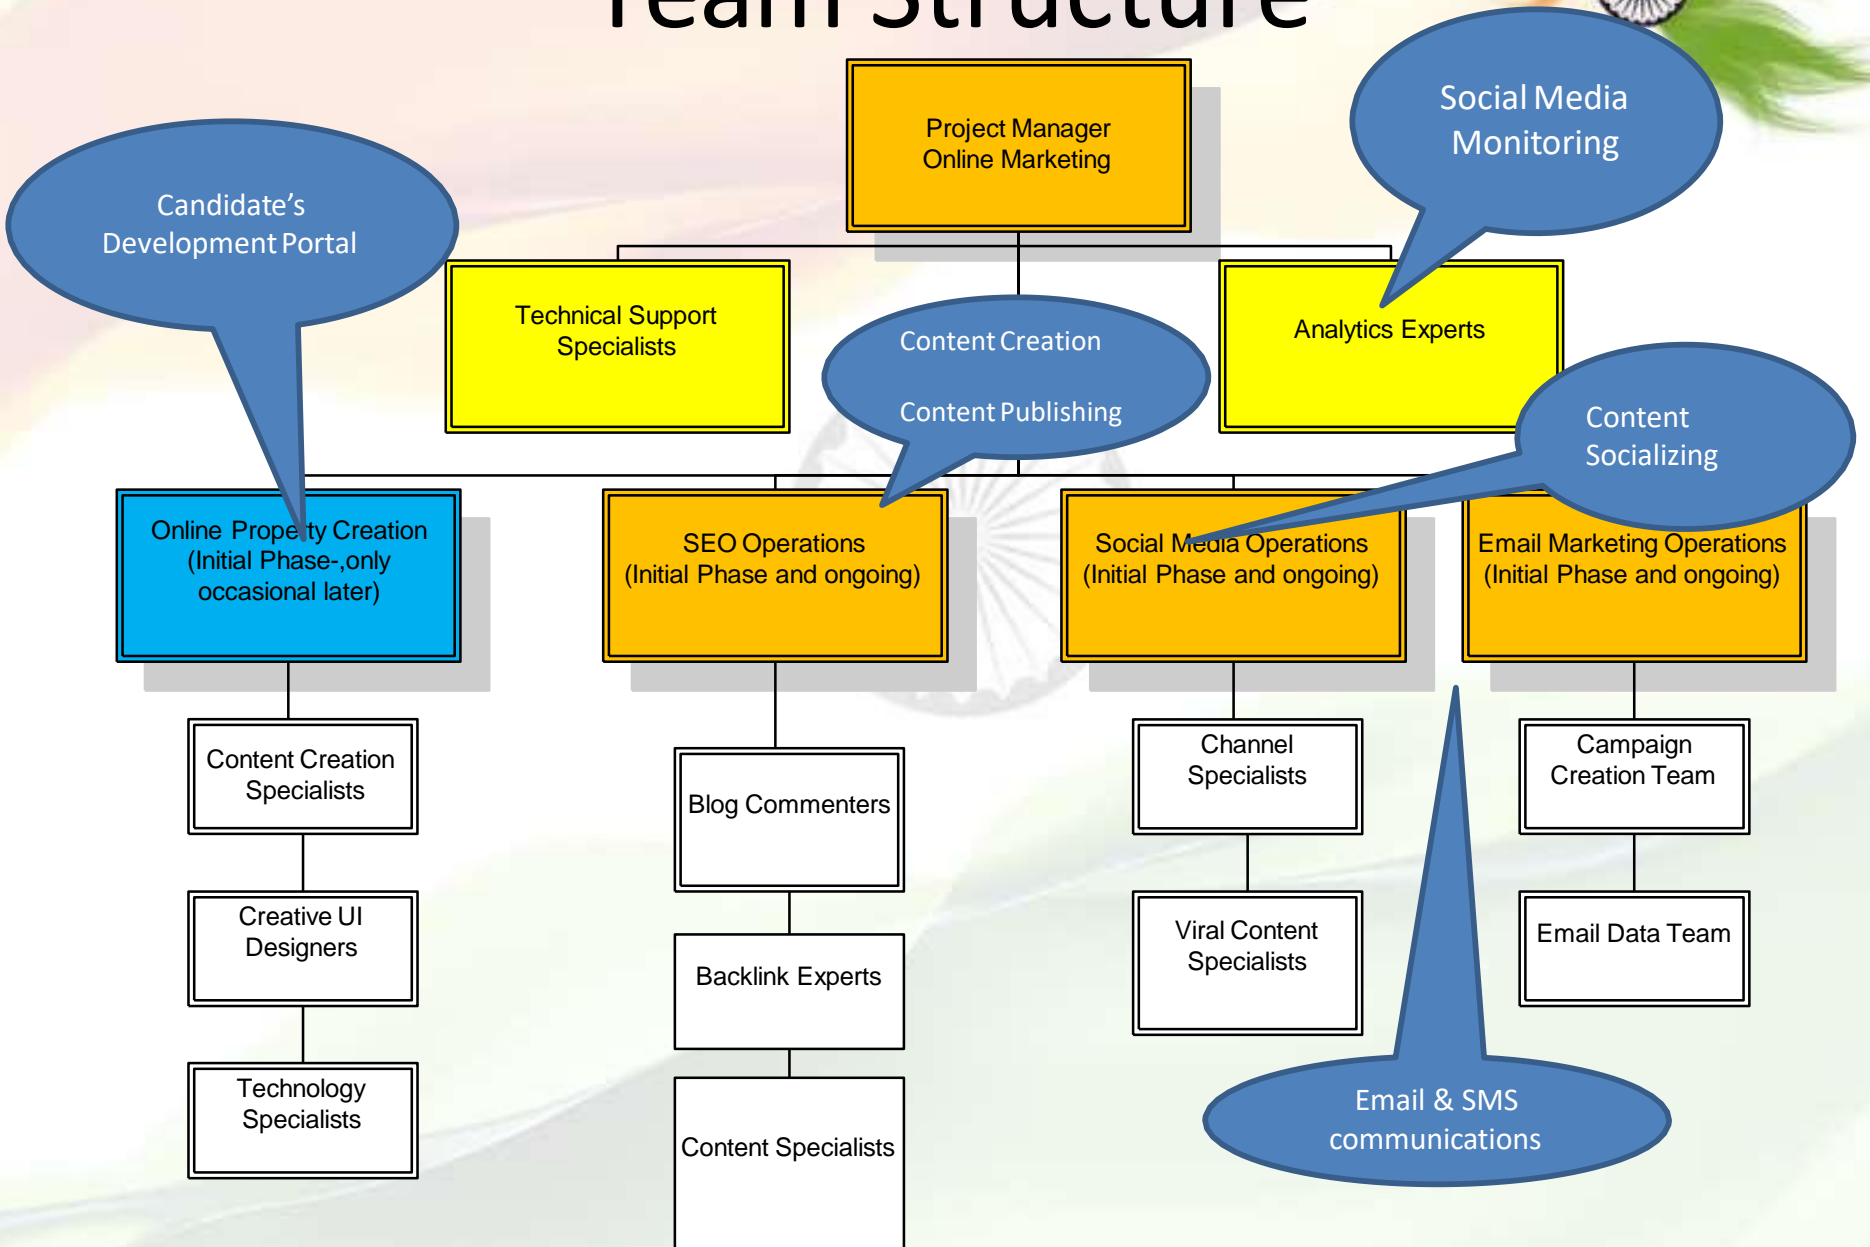 Team Structure
Project Manager
Online Marketing
Social Media
Monitoring
Candidate’s
Development Portal
Technical Support
Specialists
Content Creation
Content Publishing
Analytics Experts
Content
Socializing
Online Property Creation
(Initial Phase-,only
occasional later)
SEO Operations
(Initial Phase and ongoing)
Social Media Operations
(Initial Phase and ongoing)
Email Marketing Operations
(Initial Phase and ongoing)
Content Creation
Specialists
Creative UI
Designers
Technology
Specialists
Blog Commenters
Backlink Experts
Content Specialists
Channel
Specialists
Viral Content
Specialists
Campaign
Creation Team
Email Data Team
Email & SMS
communications